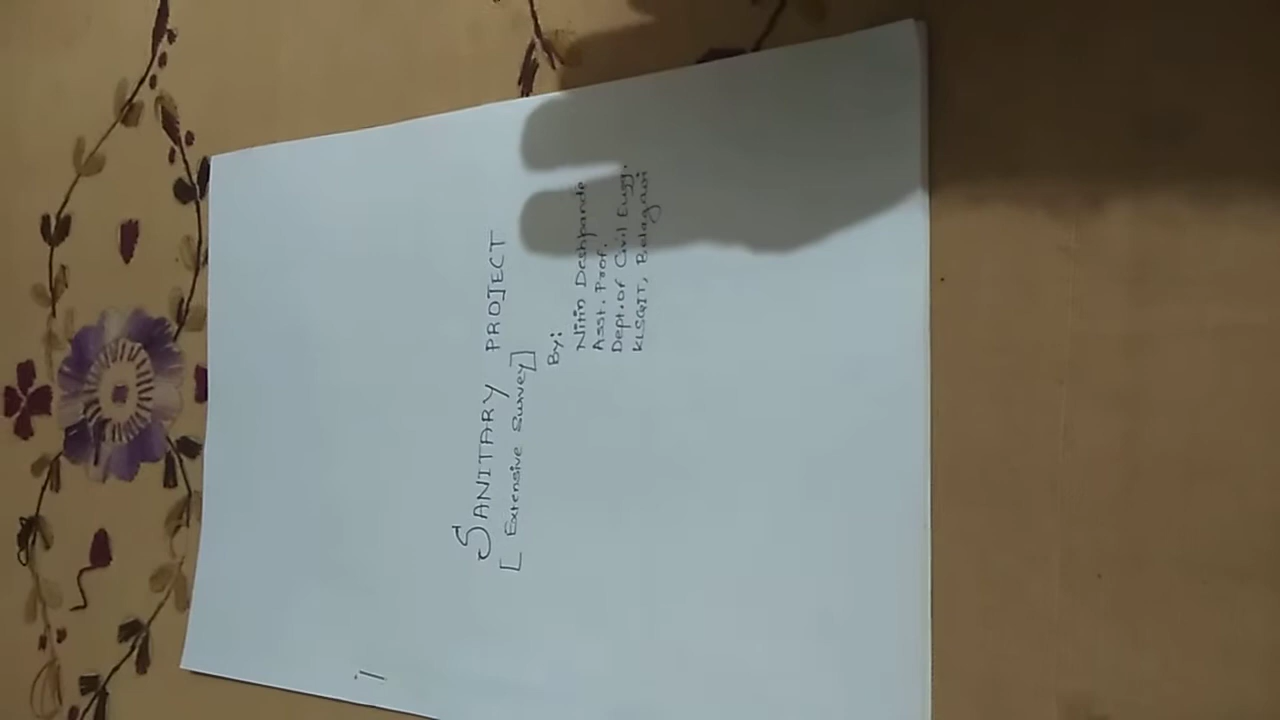 SANITARY PROJECT
[ Extensive Survey]
By:
Nitin Deshpande
Asst. Prof.
Dept. of Civil Engg.
KLSGIT, Belagavi